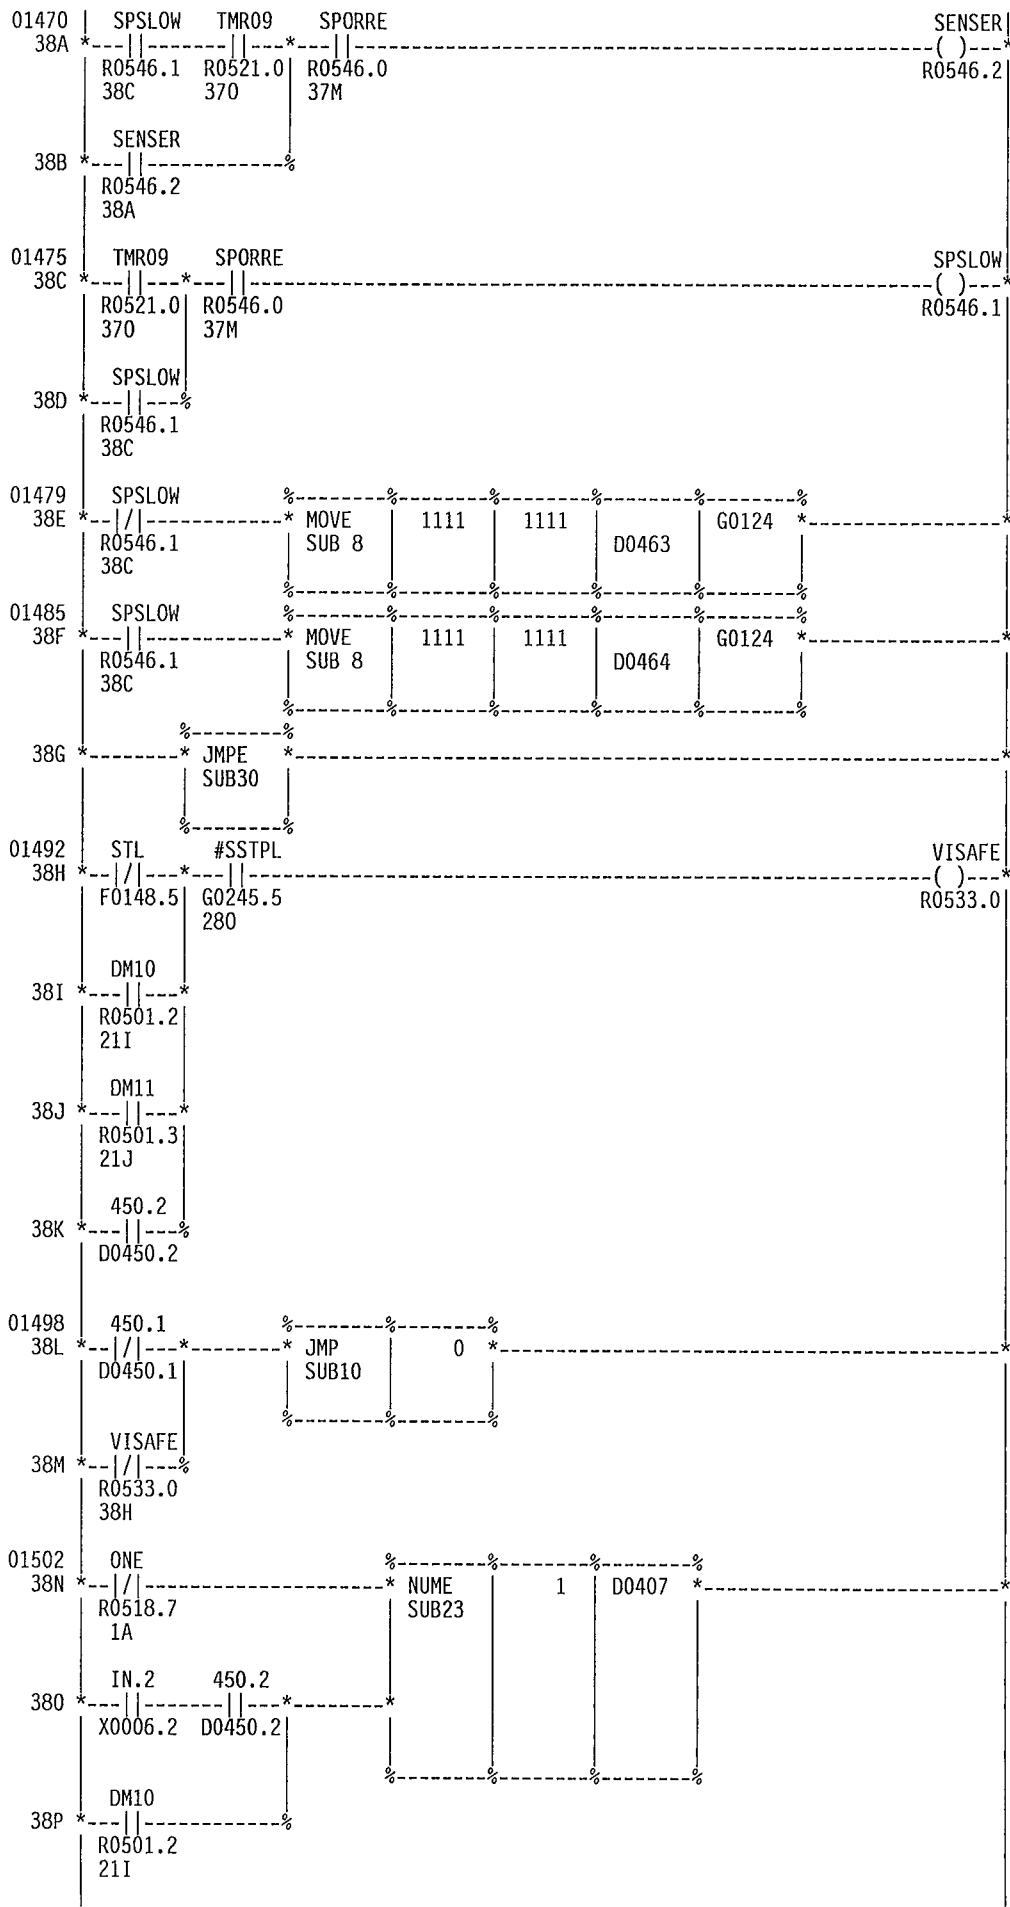 01470 | SPSLOW TMR09 SPORRE SENSER|
38A *---||--------||---*---||--------------------------------------------------------( )---*
R0546.1 R0521.0 R0546.0 R0546.2
38C 37O 37M
SENSER
38B *---||--------------%
R0546.2
38A
01475 TMR09 SPORRE SPSLOW|
38C *---||---*---||------------------------------------------------------------------( )---*
R0521.0 R0546.0 R0546.1
37O 37M
SPSLOW
38D *---||---%
R0546.1
38C
01479 SPSLOW %---------%---------%---------%---------%
38E *--|/|--------------* MOVE | 1111 | 1111 | | G0124 *-------------------*
R0546.1 SUB 8 D0463
38C
%---------%---------%---------%---------%
01485 SPSLOW %---------%---------%---------%---------%
38F *---||--------------* MOVE | 1111 | 1111 | | G0124 *-------------------*
R0546.1 SUB 8 D0464
38C
%---------%---------%---------%---------%
%---------%
38G *---------* JMPE *----------------------------------------------------------------------*
SUB30
%---------%
01492 STL #SSTPL VISAFE|
38H *--|/|---*---||------------------------------------------------------------------( )---*
F0148.5 G0245.5 R0533.0
28O
DM10
38I *---||---*
R0501.2
21I
DM11
38J *---||---*
R0501.3
21J
450.2
38K *---||---%
D0450.2
01498 450.1 %---------%---------%
38L *--|/|---*---------* JMP | 0 *-------------------------------------------------*
D0450.1 SUB10
%---------%---------%
VISAFE
38M *--|/|---%
R0533.0
38H
01502 ONE %---------%---------%---------%
38N *--|/|------------------------* NUME | 1 | D0407 *-----------------------------*
R0518.7 SUB23
1A
IN.2 450.2
38O *---||--------||---*---------*
X0006.2 D0450.2
%---------%---------%---------%
DM10
38P *---||--------------%
R0501.2
21I